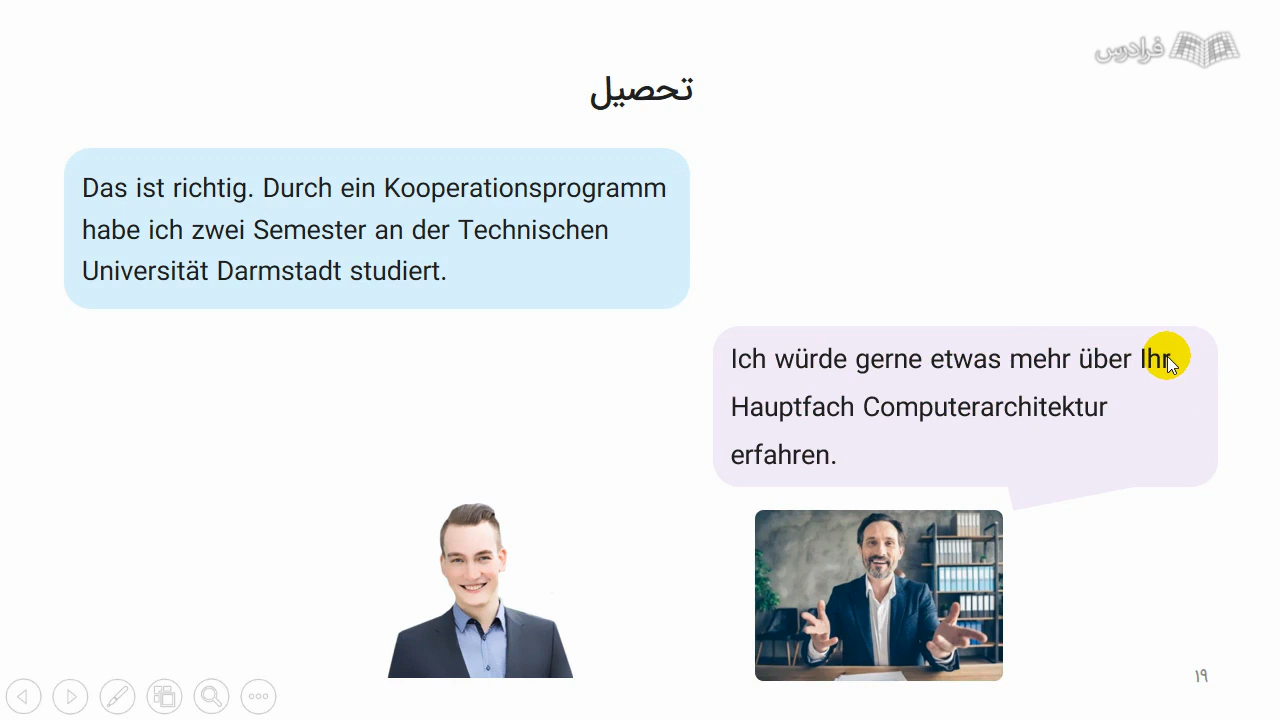 فرادرس
تحصیل
Das ist richtig. Durch ein Kooperationsprogramm
habe ich zwei Semester an der Technischen
Universität Darmstadt studiert.
Ich würde gerne etwas mehr über Ihr
Hauptfach Computerarchitektur
erfahren.
۱۹